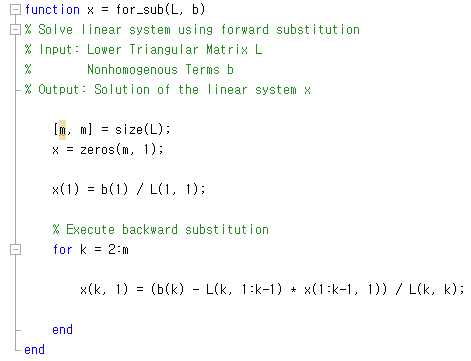 function x = for_sub(L, b)
% Solve linear system using forward substitution
% Input: Lower Triangular Matrix L
%        Nonhomogenous Terms b
% Output: Solution of the linear system x
[m, m] = size(L);
x = zeros(m, 1);
x(1) = b(1) / L(1, 1);
% Execute backward substitution
for k = 2:m
x(k, 1) = (b(k) - L(k, 1:k-1) * x(1:k-1, 1)) / L(k, k);
end
end